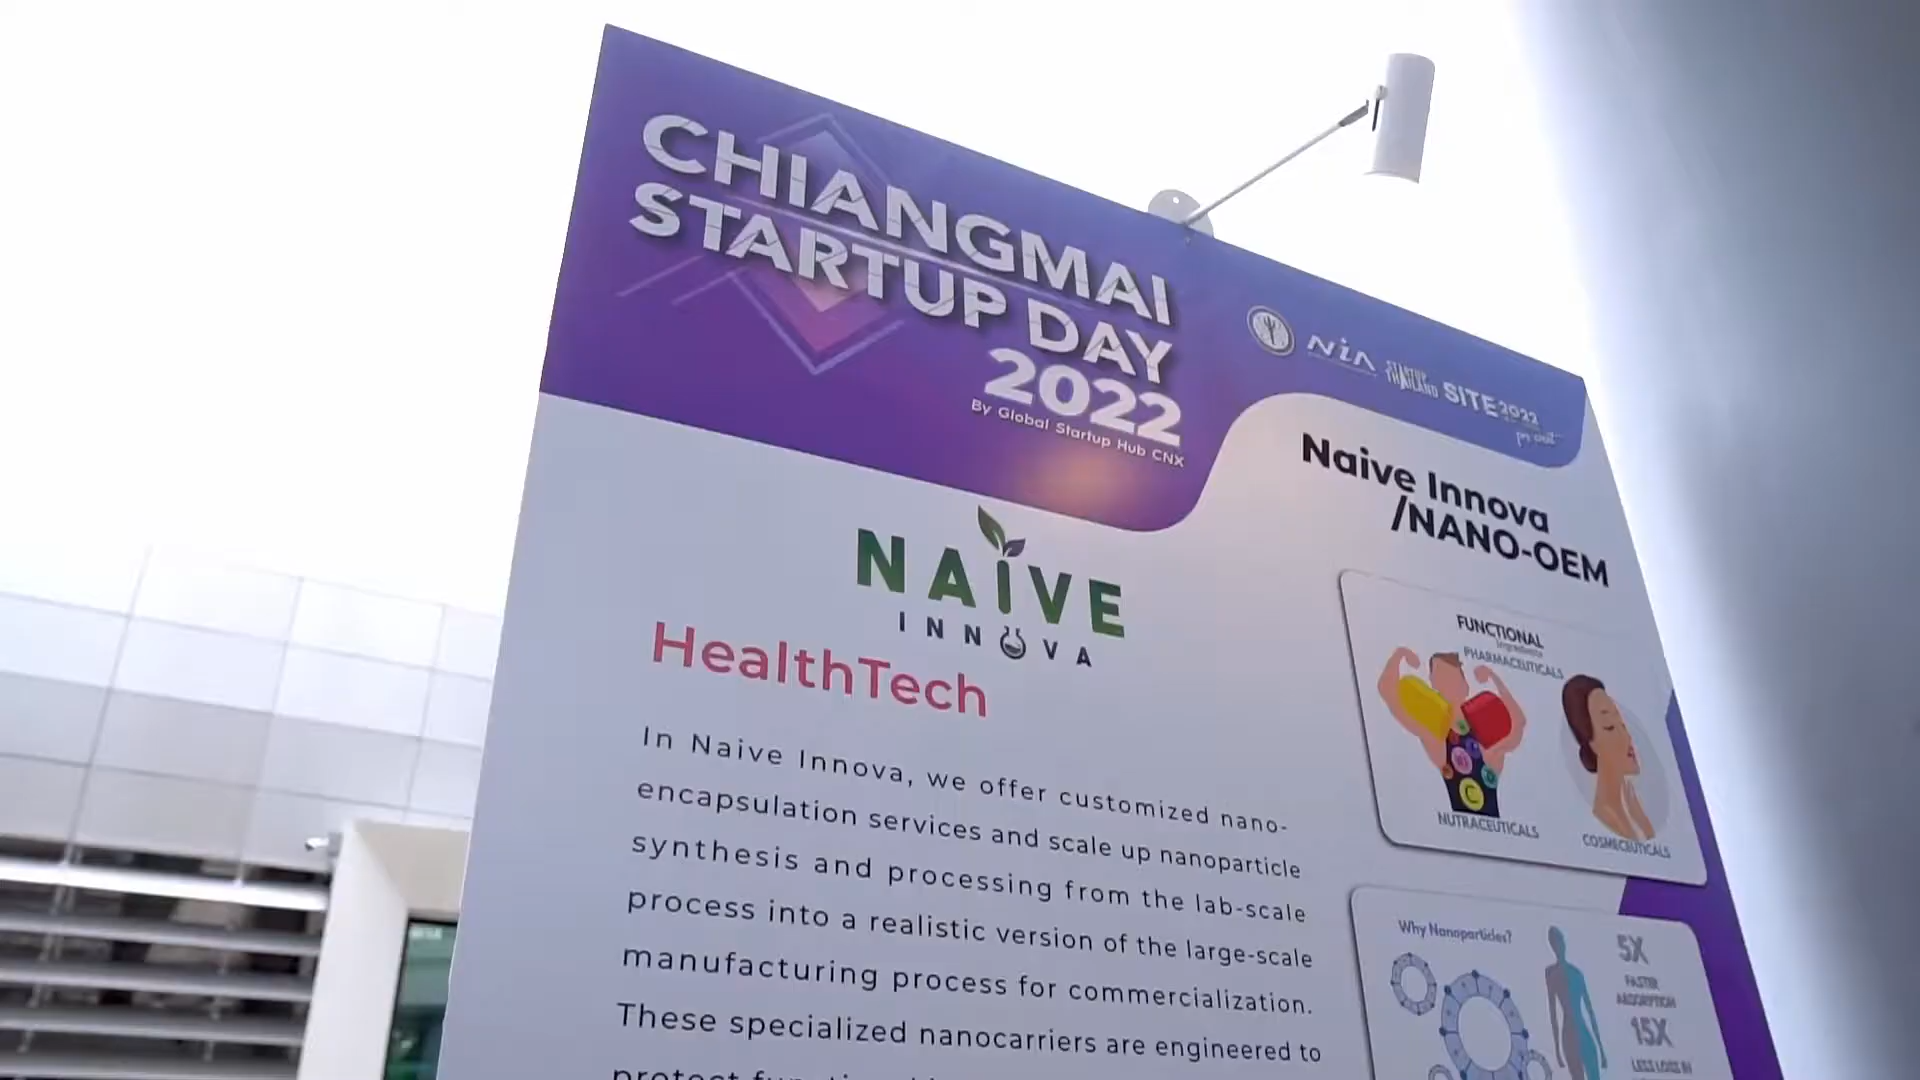 CHIANGMAI
STARTUP DAY
2022
By Global Startup Hub CNX
NiA
STARTUP
THAILAND
SITE2022
Naive Innova
/NANO-OEM
NAIVE
INNOVA
HealthTech
In Naive Innova, we offer customized nano-
encapsulation services and scale up nanoparticle
synthesis and processing from the lab-scale
process into a realistic version of the large-scale
manufacturing process for commercialization.
These specialized nanocarriers are engineered to
FUNCTIONAL
Ingredients
PHARMACEUTICALS
C
NUTRACEUTICALS
COSMECEUTICALS
Why Nanoparticles?
5X
FASTER
ABSORPTION
15X
LESS LOSS IN